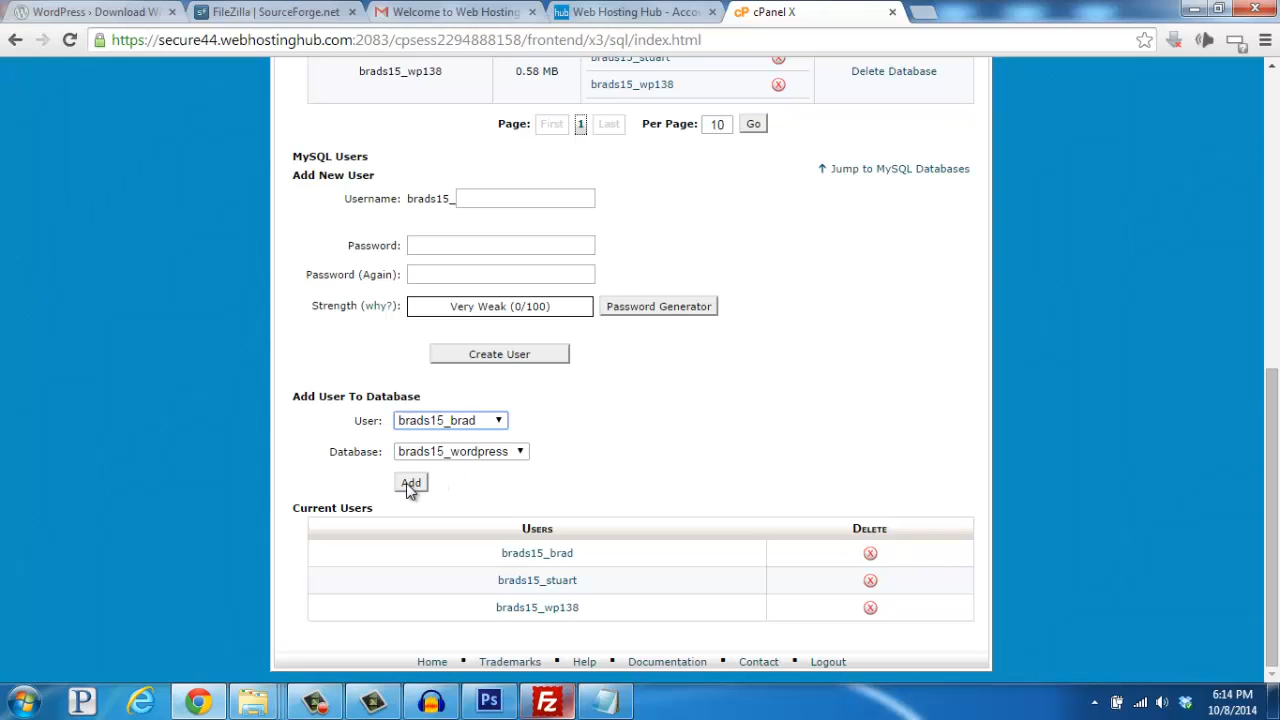 WordPress › Download W
FileZilla | SourceForge.net
Welcome to Web Hosting
hub
Web Hosting Hub - Acco
cP
cPanel X
https://secure44.webhostinghub.com:2083/cpsess2294888158/frontend/x3/sql/index.html
brads15_stuart
brads15_wp138
0.58 MB
Delete Database
brads15_wp138
Page: First 1 Last Per Page: 10 Go
MySQL Users
Jump to MySQL Databases
Add New User
Username: brads15_
Password:
Password (Again):
Strength (why?): Very Weak (0/100) Password Generator
Create User
Add User To Database
User: brads15_brad
Database: brads15_wordpress
Add
Current Users
Users Delete
brads15_brad
brads15_stuart
brads15_wp138
Home ▪ Trademarks ▪ Help ▪ Documentation ▪ Contact ▪ Logout
P
Ps
Fz
6:14 PM
10/8/2014